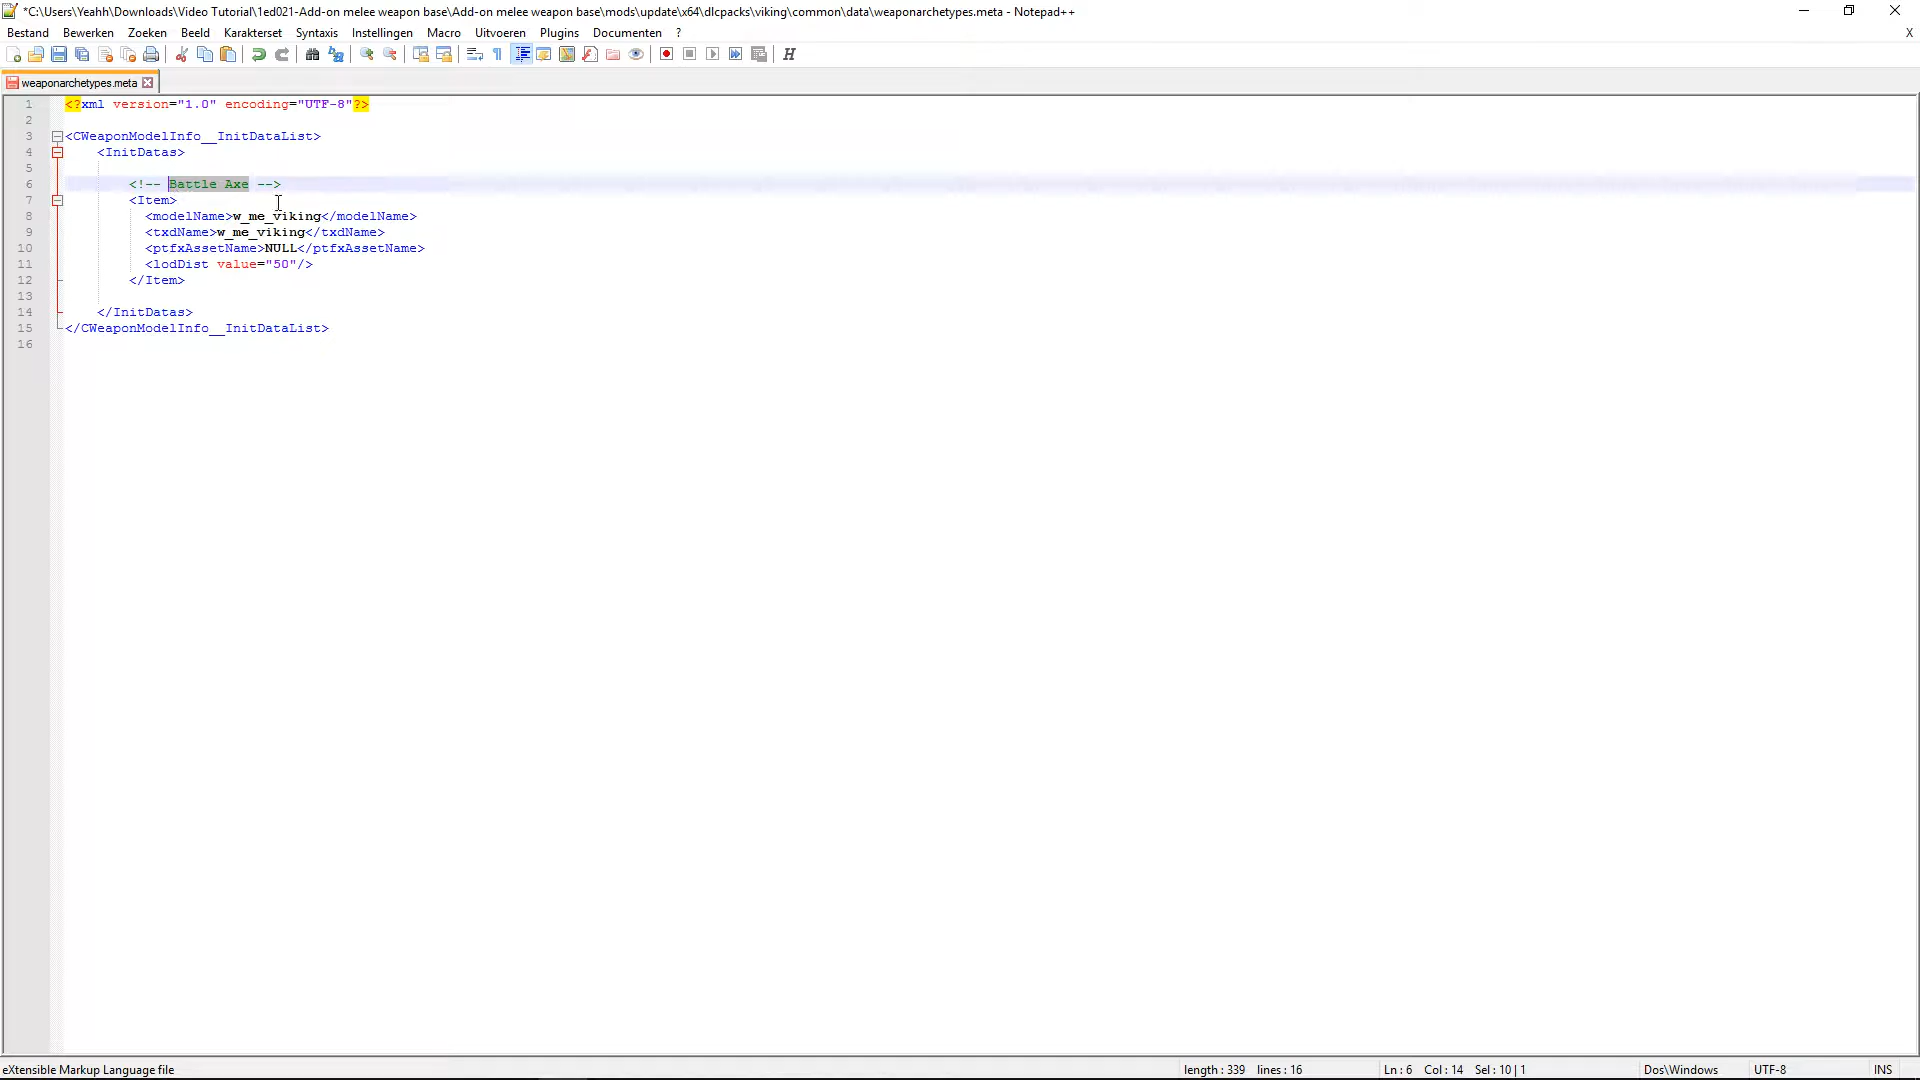 *C:\Users\Yeahh\Downloads\Video Tutorial\1ed021-Add-on melee weapon base\Add-on melee weapon base\mods\update\x64\dlcpacks\viking\common\data\weaponarchetypes.meta - Notepad++
Bestand Bewerken Zoeken Beeld Karakterset Syntaxis Instellingen Macro Uitvoeren Plugins Documenten ? X
weaponarchetypes.meta
1 <?xml version="1.0" encoding="UTF-8"?>
2
3 <CWeaponModelInfo__InitDataList>
4 <InitDatas>
5
6 <!-- Battle Axe -->
7 <Item>
8 <modelName>w_me_viking</modelName>
9 <txdName>w_me_viking</txdName>
10 <ptfxAssetName>NULL</ptfxAssetName>
11 <lodDist value="50"/>
12 </Item>
13
14 </InitDatas>
15 </CWeaponModelInfo__InitDataList>
16
eXtensible Markup Language file length : 339 lines : 16 Ln : 6 Col : 14 Sel : 10 | 1 Dos\Windows UTF-8 INS